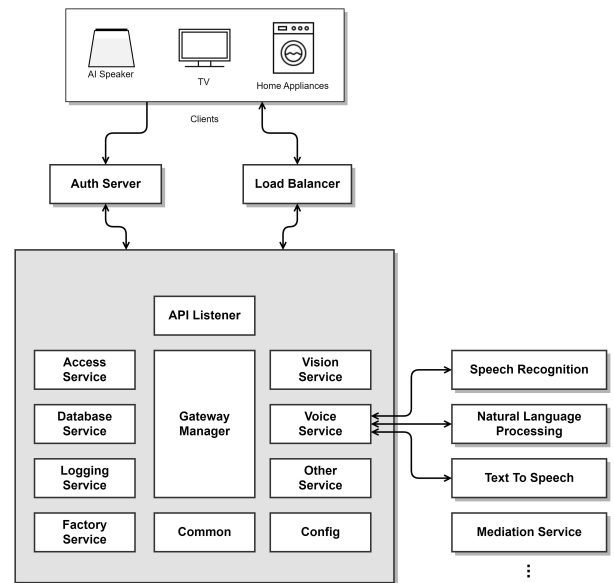 AI Speaker
TV
Home Appliances
Clients
Auth Server
Load Balancer
API Listener
Access
Service
Database
Service
Logging
Service
Factory
Service
Gateway
Manager
Common
Vision
Service
Voice
Service
Other
Service
Config
Speech Recognition
Natural Language
Processing
Text To Speech
Mediation Service
⋮